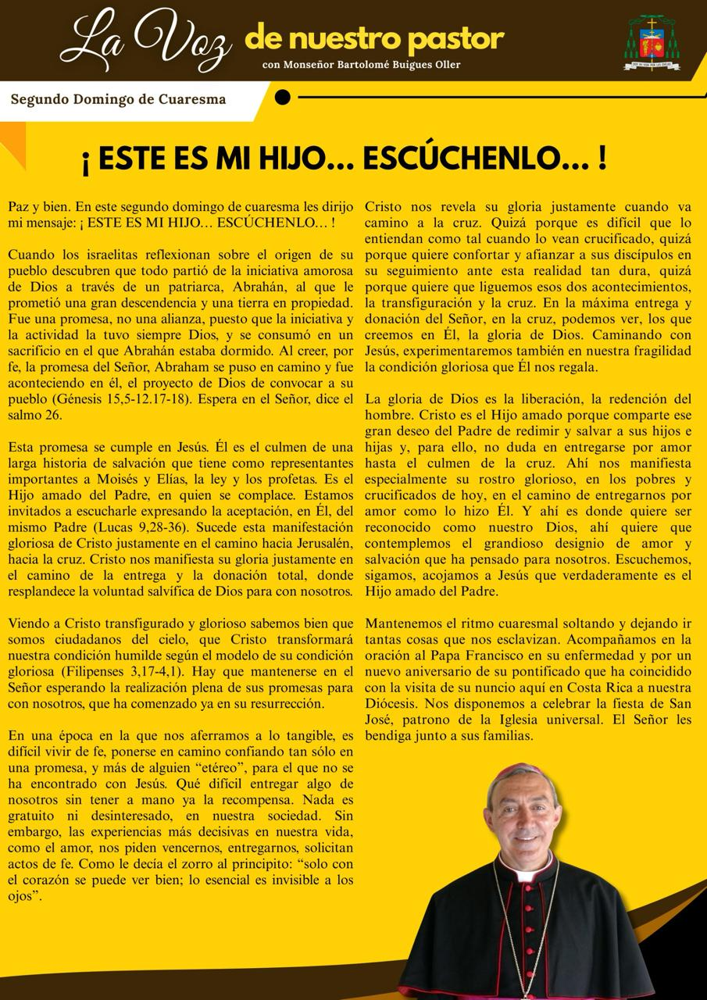 La Voz de nuestro pastor
con Monseñor Bartolomé Buigues Oller
Segundo Domingo de Cuaresma
¡ ESTE ES MI HIJO... ESCÚCHENLO... !
Paz y bien. En este segundo domingo de cuaresma les dirijo
mi mensaje: ¡ ESTE ES MI HIJO… ESCÚCHENLO… !
Cuando los israelitas reflexionan sobre el origen de su
pueblo descubren que todo partió de la iniciativa amorosa
de Dios a través de un patriarca, Abrahán, al que le
prometió una gran descendencia y una tierra en propiedad.
Fue una promesa, no una alianza, puesto que la iniciativa y
la actividad la tuvo siempre Dios, y se consumó en un
sacrificio en el que Abrahán estaba dormido. Al creer, por
fe, la promesa del Señor, Abraham se puso en camino y fue
aconteciendo en él, el proyecto de Dios de convocar a su
pueblo (Génesis 15,5-12.17-18). Espera en el Señor, dice el
salmo 26.
Esta promesa se cumple en Jesús. Él es el culmen de una
larga historia de salvación que tiene como representantes
importantes a Moisés y Elías, la ley y los profetas. Es el
Hijo amado del Padre, en quien se complace. Estamos
invitados a escucharle expresando la aceptación, en Él, del
mismo Padre (Lucas 9,28-36). Sucede esta manifestación
gloriosa de Cristo justamente en el camino hacia Jerusalén,
hacia la cruz. Cristo nos manifiesta su gloria justamente en
el camino de la entrega y la donación total, donde
resplandece la voluntad salvífica de Dios para con nosotros.
Viendo a Cristo transfigurado y glorioso sabemos bien que
somos ciudadanos del cielo, que Cristo transformará
nuestra condición humilde según el modelo de su condición
gloriosa (Filipenses 3,17-4,1). Hay que mantenerse en el
Señor esperando la realización plena de sus promesas para
con nosotros, que ha comenzado ya en su resurrección.
En una época en la que nos aferramos a lo tangible, es
difícil vivir de fe, ponerse en camino confiando tan sólo en
una promesa, y más de alguien “etéreo”, para el que no se
ha encontrado con Jesús. Qué difícil entregar algo de
nosotros sin tener a mano ya la recompensa. Nada es
gratuito ni desinteresado, en nuestra sociedad. Sin
embargo, las experiencias más decisivas en nuestra vida,
como el amor, nos piden vencernos, entregarnos, solicitan
actos de fe. Como le decía el zorro al principito: “solo con
el corazón se puede ver bien; lo esencial es invisible a los
ojos”.
Cristo nos revela su gloria justamente cuando va
camino a la cruz. Quizá porque es difícil que lo
entiendan como tal cuando lo vean crucificado, quizá
porque quiere confortar y afianzar a sus discípulos en
su seguimiento ante esta realidad tan dura, quizá
porque quiere que liguemos esos dos acontecimientos,
la transfiguración y la cruz. En la máxima entrega y
donación del Señor, en la cruz, podemos ver, los que
creemos en Él, la gloria de Dios. Caminando con
Jesús, experimentaremos también en nuestra fragilidad
la condición gloriosa que Él nos regala.
La gloria de Dios es la liberación, la redención del
hombre. Cristo es el Hijo amado porque comparte ese
gran deseo del Padre de redimir y salvar a sus hijos e
hijas y, para ello, no duda en entregarse por amor
hasta el culmen de la cruz. Ahí nos manifiesta
especialmente su rostro glorioso, en los pobres y
crucificados de hoy, en el camino de entregarnos por
amor como lo hizo Él. Y ahí es donde quiere ser
reconocido como nuestro Dios, ahí quiere que
contemplemos el grandioso designio de amor y
salvación que ha pensado para nosotros. Escuchemos,
sigamos, acojamos a Jesús que verdaderamente es el
Hijo amado del Padre.
Mantenemos el ritmo cuaresmal soltando y dejando ir
tantas cosas que nos esclavizan. Acompañamos en la
oración al Papa Francisco en su enfermedad y por un
nuevo aniversario de su pontificado que ha coincidido
con la visita de su nuncio aquí en Costa Rica a nuestra
Diócesis. Nos disponemos a celebrar la fiesta de San
José, patrono de la Iglesia universal. El Señor les
bendiga junto a sus familias.